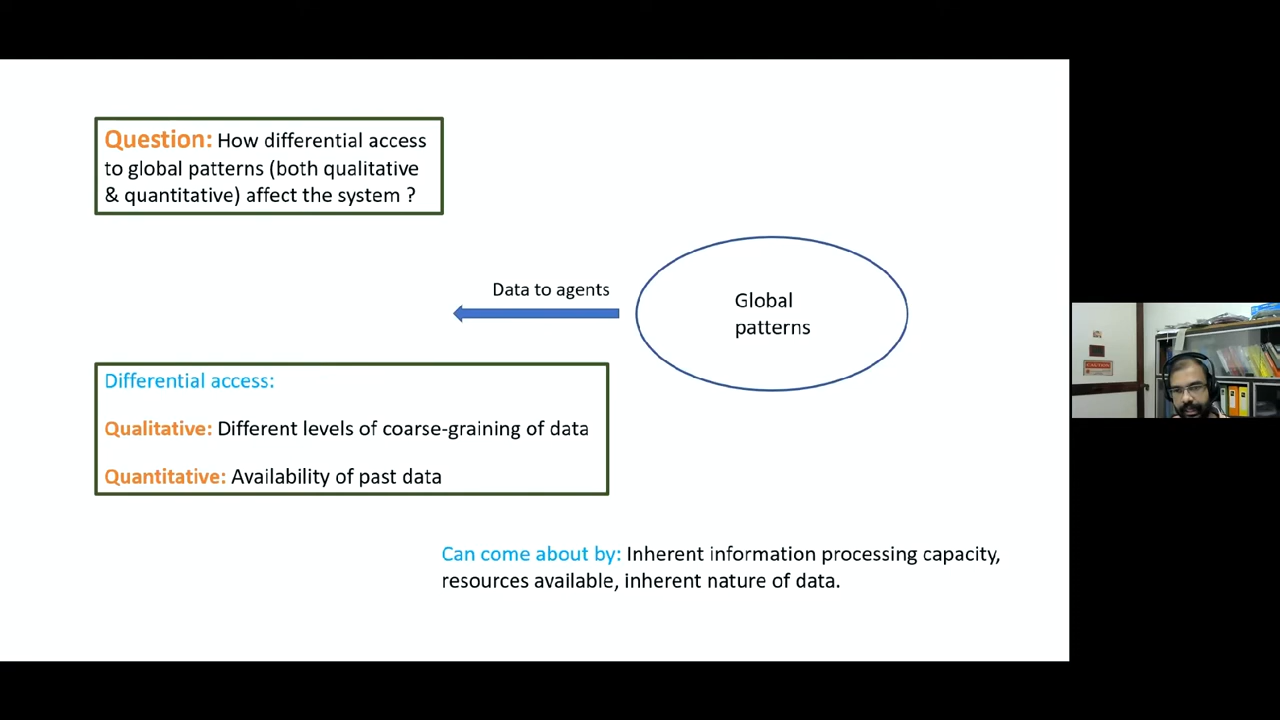 Question: How differential access
to global patterns (both qualitative
& quantitative) affect the system ?
Data to agents
Global
patterns
Differential access:
Qualitative: Different levels of coarse-graining of data
Quantitative: Availability of past data
Can come about by: Inherent information processing capacity,
resources available, inherent nature of data.
CAUTION